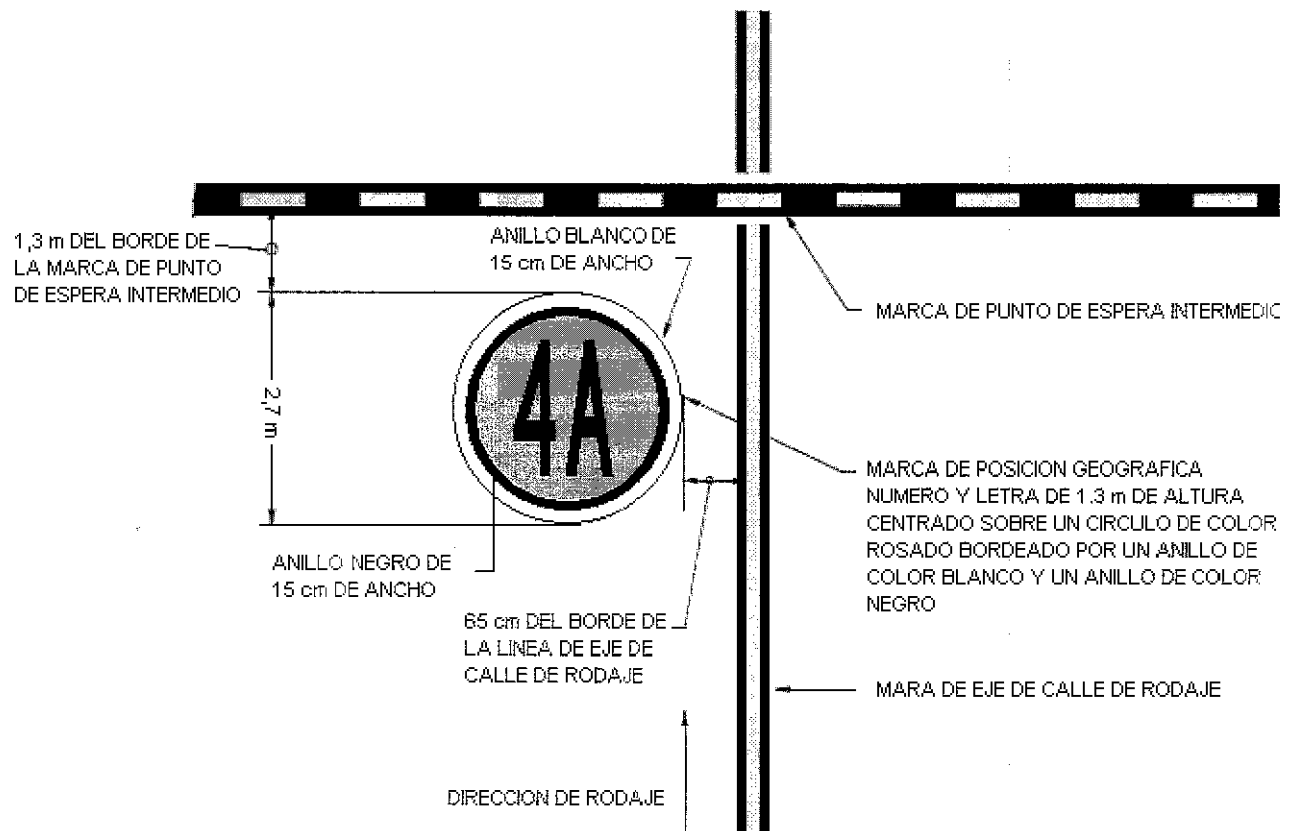 1,3 m DEL BORDE DE
LA MARCA DE PUNTO
DE ESPERA INTERMEDIO
ANILLO BLANCO DE
15 cm DE ANCHO
MARCA DE PUNTO DE ESPERA INTERMEDIO
2,7 m
4A
MARCA DE POSICION GEOGRAFICA
NUMERO Y LETRA DE 1.3 m DE ALTURA
CENTRADO SOBRE UN CIRCULO DE COLOR
ROSADO BORDEADO POR UN ANILLO DE
COLOR BLANCO Y UN ANILLO DE COLOR
NEGRO
ANILLO NEGRO DE
15 cm DE ANCHO
65 cm DEL BORDE DE
LA LINEA DE EJE DE
CALLE DE RODAJE
MARA DE EJE DE CALLE DE RODAJE
DIRECCION DE RODAJE